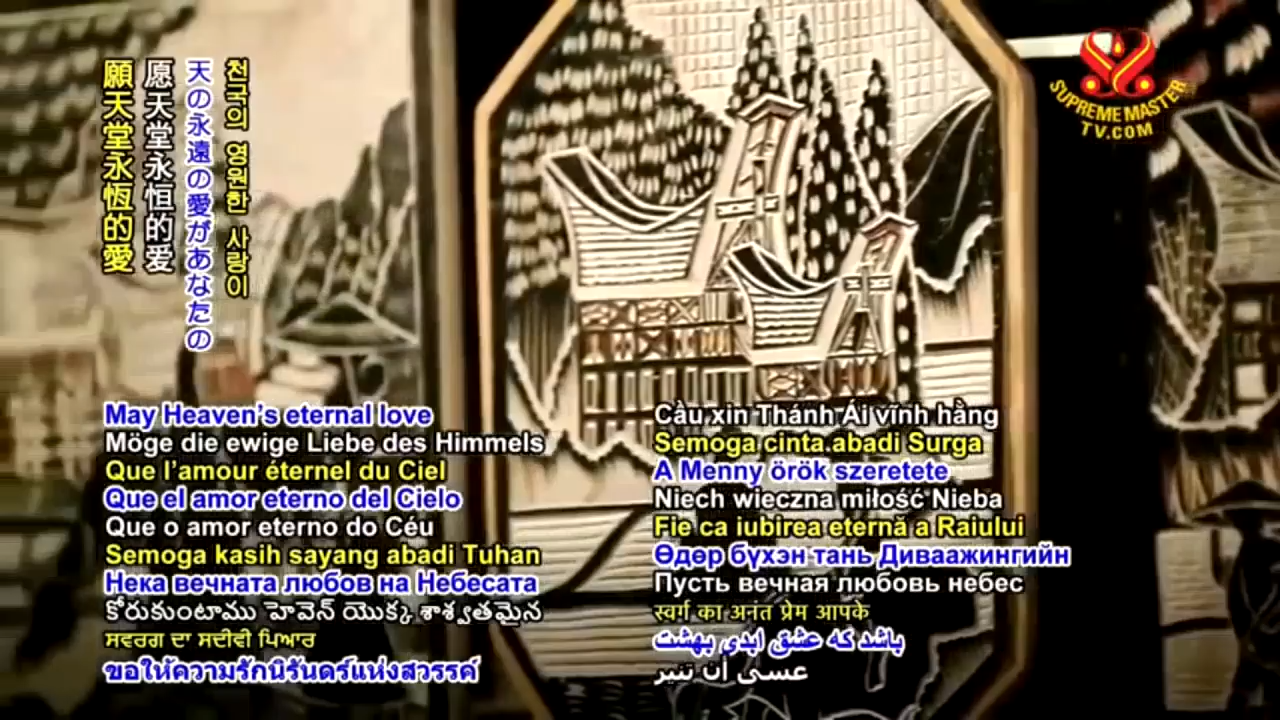 願天堂永恆的愛
愿天堂永恒的爱
天の永遠の愛があなたの
천국의 영원한 사랑이
SUPREME MASTER
TV.COM
May Heaven's eternal love
Möge die ewige Liebe des Himmels
Que l'amour éternel du Ciel
Que el amor eterno del Cielo
Que o amor eterno do Céu
Semoga kasih sayang abadi Tuhan
Нека вечната любов на Небесата
కోరుకుంటాము హెవెన్ యొక్క శాశ్వతమైన
ਸਵਰਗ ਦਾ ਸਦੀਵੀ ਪਿਆਰ
ขอให้ความรักนิรันดร์แห่งสวรรค์
Cầu xin Thánh Ái vĩnh hằng
Semoga cinta abadi Surga
A Menny örök szeretete
Niech wieczna miłość Nieba
Fie ca iubirea eternă a Raiului
Өдөр бүхэн тань Диваажингийн
Пусть вечная любовь небес
स्वर्ग का अनंत प्रेम आपके
باشد که عشق ابدی بهشت
عسى أن تنير